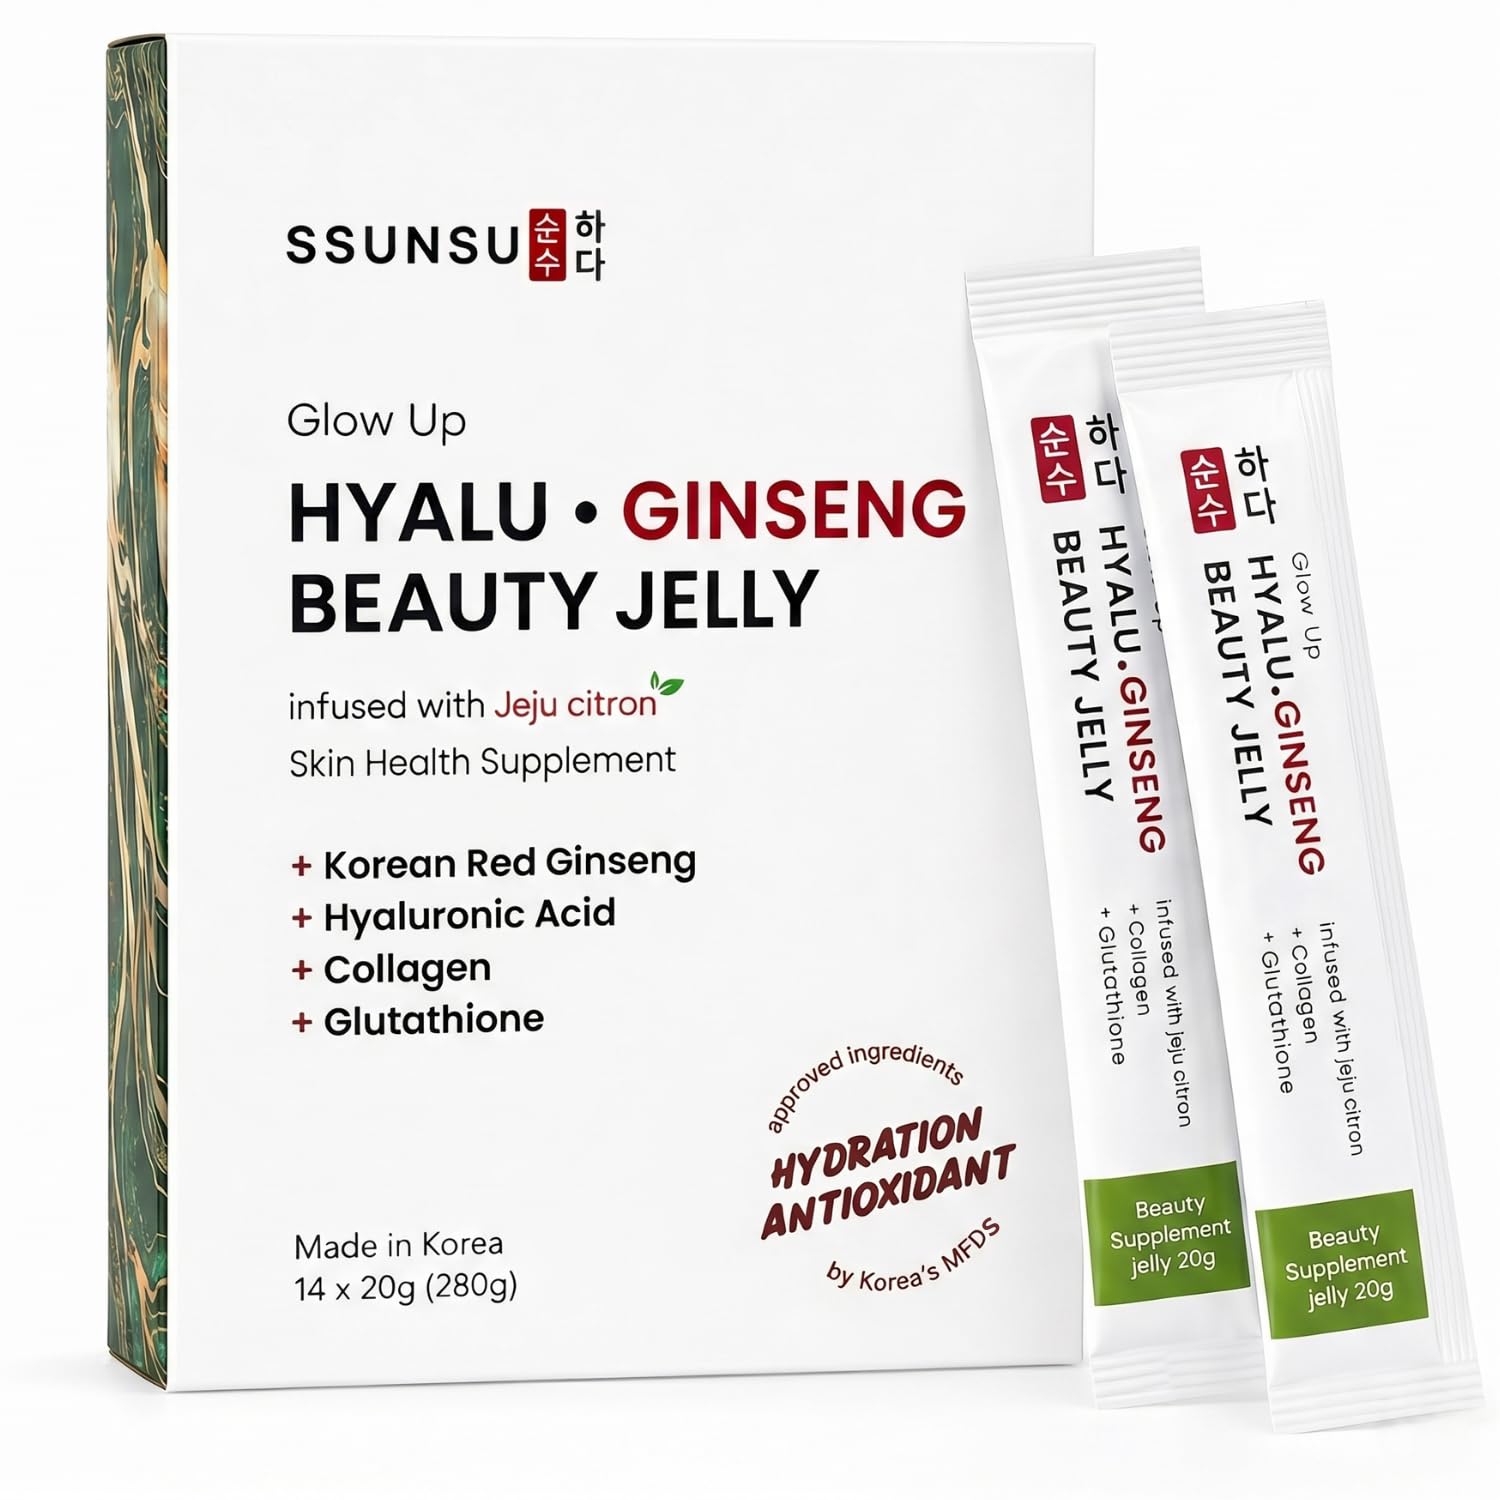 SSUNSU 순수하다
Glow Up
HYALU • GINSENG
BEAUTY JELLY
infused with Jeju citron
Skin Health Supplement
+ Korean Red Ginseng
+ Hyaluronic Acid
+ Collagen
+ Glutathione
approved ingredients
HYDRATION
ANTIOXIDANT
by Korea's MFDS
Made in Korea
14 x 20g (280g)
순수하다
HYALU•GINSENG
BEAUTY JELLY
infused with jeju citron
+ Collagen
+ Glutathione
Beauty
Supplement
jelly 20g
순수하다
Glow Up
HYALU•GINSENG
BEAUTY JELLY
infused with jeju citron
+ Collagen
+ Glutathione
Beauty
Supplement
jelly 20g